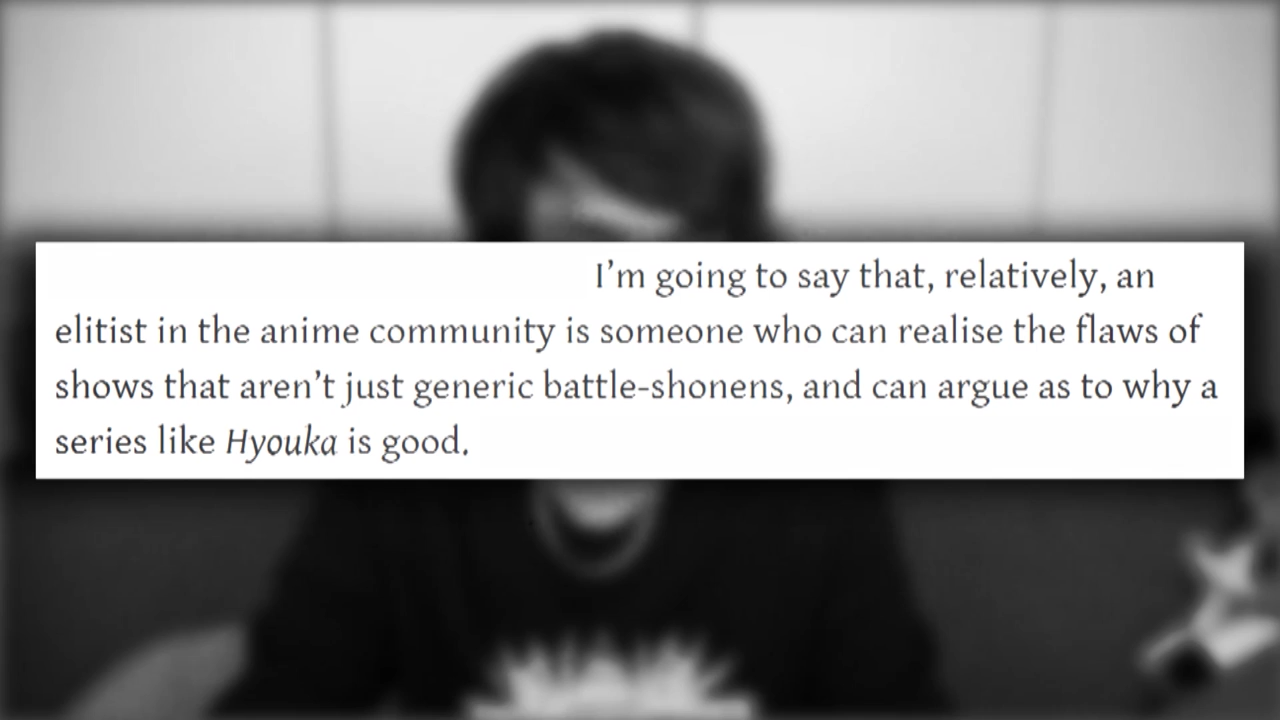 I’m going to say that, relatively, an
elitist in the anime community is someone who can realise the flaws of
shows that aren’t just generic battle-shonens, and can argue as to why a
series like Hyouka is good.